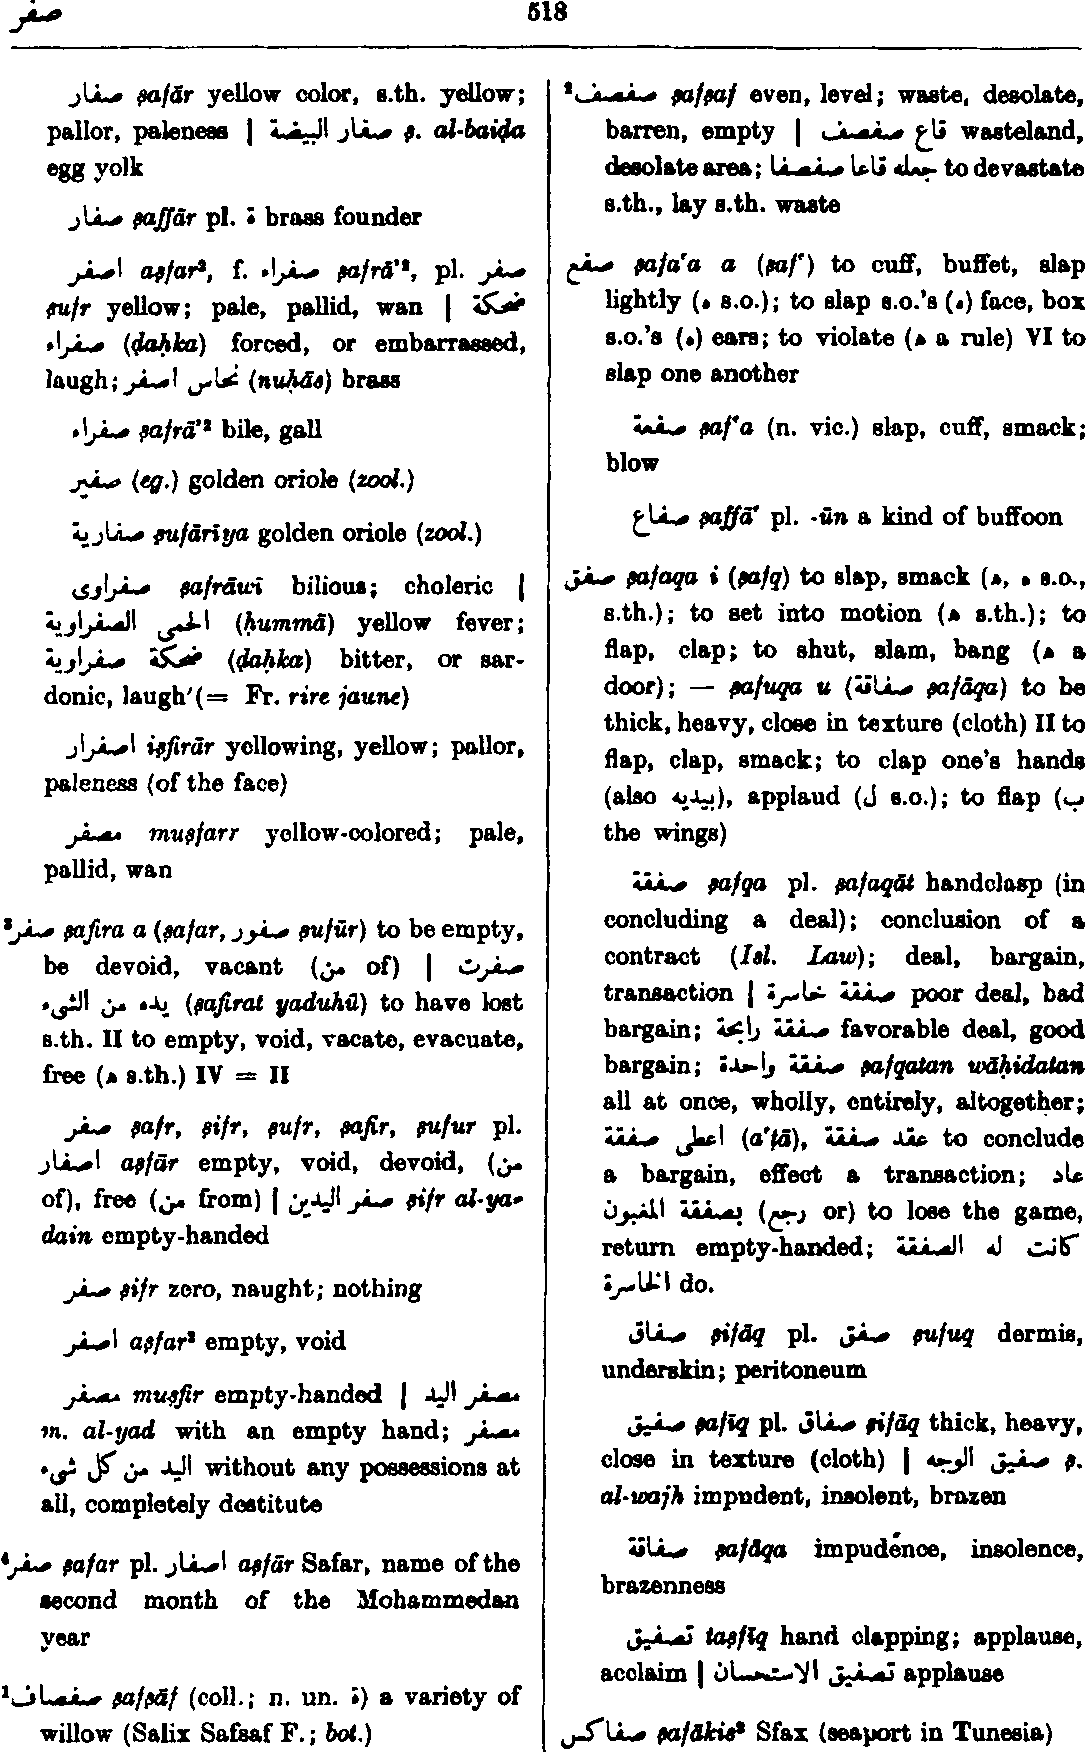 صفر
518
صفار ṣafār yellow color, s.th. yellow;
pallor, paleness | صفار البيضة ṣ. al-baiḍa
egg yolk
صفار ṣaffār pl. ة brass founder
اصفر aṣfar², f. صفراء ṣafrā'², pl. صفر
ṣufr yellow; pale, pallid, wan | ضحكة
صفراء (ḍaḥka) forced, or embarrassed,
laugh; نحاس اصفر (nuḥās) brass
صفراء ṣafrā'² bile, gall
صفير (eg.) golden oriole (zool.)
صفارية ṣufārīya golden oriole (zool.)
صفراوى ṣafrāwī bilious; choleric |
الحمى الصفراوية (ḥummā) yellow fever;
ضحكة صفراوية (ḍaḥka) bitter, or sar-
donic, laugh (= Fr. rire jaune)
اصفرار iṣfirār yellowing, yellow; pallor,
paleness (of the face)
مصفر muṣfarr yellow-colored; pale,
pallid, wan
صفر³ ṣafira a (ṣafar, صفور ṣufūr) to be empty,
be devoid, vacant (من of) | صفرت
يده من الشىء (ṣafirat yaduhū) to have lost
s.th. II to empty, void, vacate, evacuate,
free (ه s.th.) IV = II
صفر ṣafr, ṣifr, ṣufr, ṣafir, ṣufur pl.
اصفار aṣfār empty, void, devoid, (من
of), free (من from) | صفر اليدين ṣifr al-ya-
dain empty-handed
صفر ṣifr zero, naught; nothing
اصفر aṣfar² empty, void
مصفر muṣfir empty-handed | مصفر اليد
m. al-yad with an empty hand; مصفر
اليد من كل شىء without any possessions at
all, completely destitute
صفر⁴ ṣafar pl. اصفار aṣfār Safar, name of the
second month of the Mohammedan
year
صفصاف¹ ṣafṣāf (coll.; n. un. ة) a variety of
willow (Salix Safsaf F.; bot.)
صفصف² ṣafṣaf even, level; waste, desolate,
barren, empty | قاع صفصف wasteland,
desolate area; جعله قاعا صفصفا to devastate
s.th., lay s.th. waste
صفع ṣafaʿa a (ṣafʿ) to cuff, buffet, slap
lightly (ه s.o.); to slap s.o.'s (ه) face, box
s.o.'s (ه) ears; to violate (ه a rule) VI to
slap one another
صفعة ṣafʿa (n. vic.) slap, cuff, smack;
blow
صفاع ṣaffāʿ pl. -ūn a kind of buffoon
صفق ṣafaqa i (ṣafq) to slap, smack (ه, ه s.o.,
s.th.); to set into motion (ه s.th.); to
flap, clap; to shut, slam, bang (ه a
door); — ṣafuqa u (صفاقة ṣafāqa) to be
thick, heavy, close in texture (cloth) II to
flap, clap, smack; to clap one's hands
(also بيديه), applaud (ل s.o.); to flap (ب
the wings)
صفقة ṣafqa pl. ṣafaqāt handclasp (in
concluding a deal); conclusion of a
contract (Isl. Law); deal, bargain,
transaction | صفقة خاسرة poor deal, bad
bargain; صفقة رابحة favorable deal, good
bargain; صفقة واحدة ṣafqatan wāḥidatan
all at once, wholly, entirely, altogether;
اعطى صفقة (aʿṭā), عقد صفقة to conclude
a bargain, effect a transaction; عاد
بصفقة المغبون (رجع or) to lose the game,
return empty-handed; كانت له الصفقة
الخاسرة do.
صفاق ṣifāq pl. صفق ṣufuq dermis,
underskin; peritoneum
صفيق ṣafīq pl. صفاق ṣifāq thick, heavy,
close in texture (cloth) | صفيق الوجه ṣ.
al-wajh impudent, insolent, brazen
صفاقة ṣafāqa impudence, insolence,
brazenness
تصفيق taṣfīq hand clapping; applause,
acclaim | تصفيق الاستحسان applause
صفاكس ṣafākis² Sfax (seaport in Tunesia)